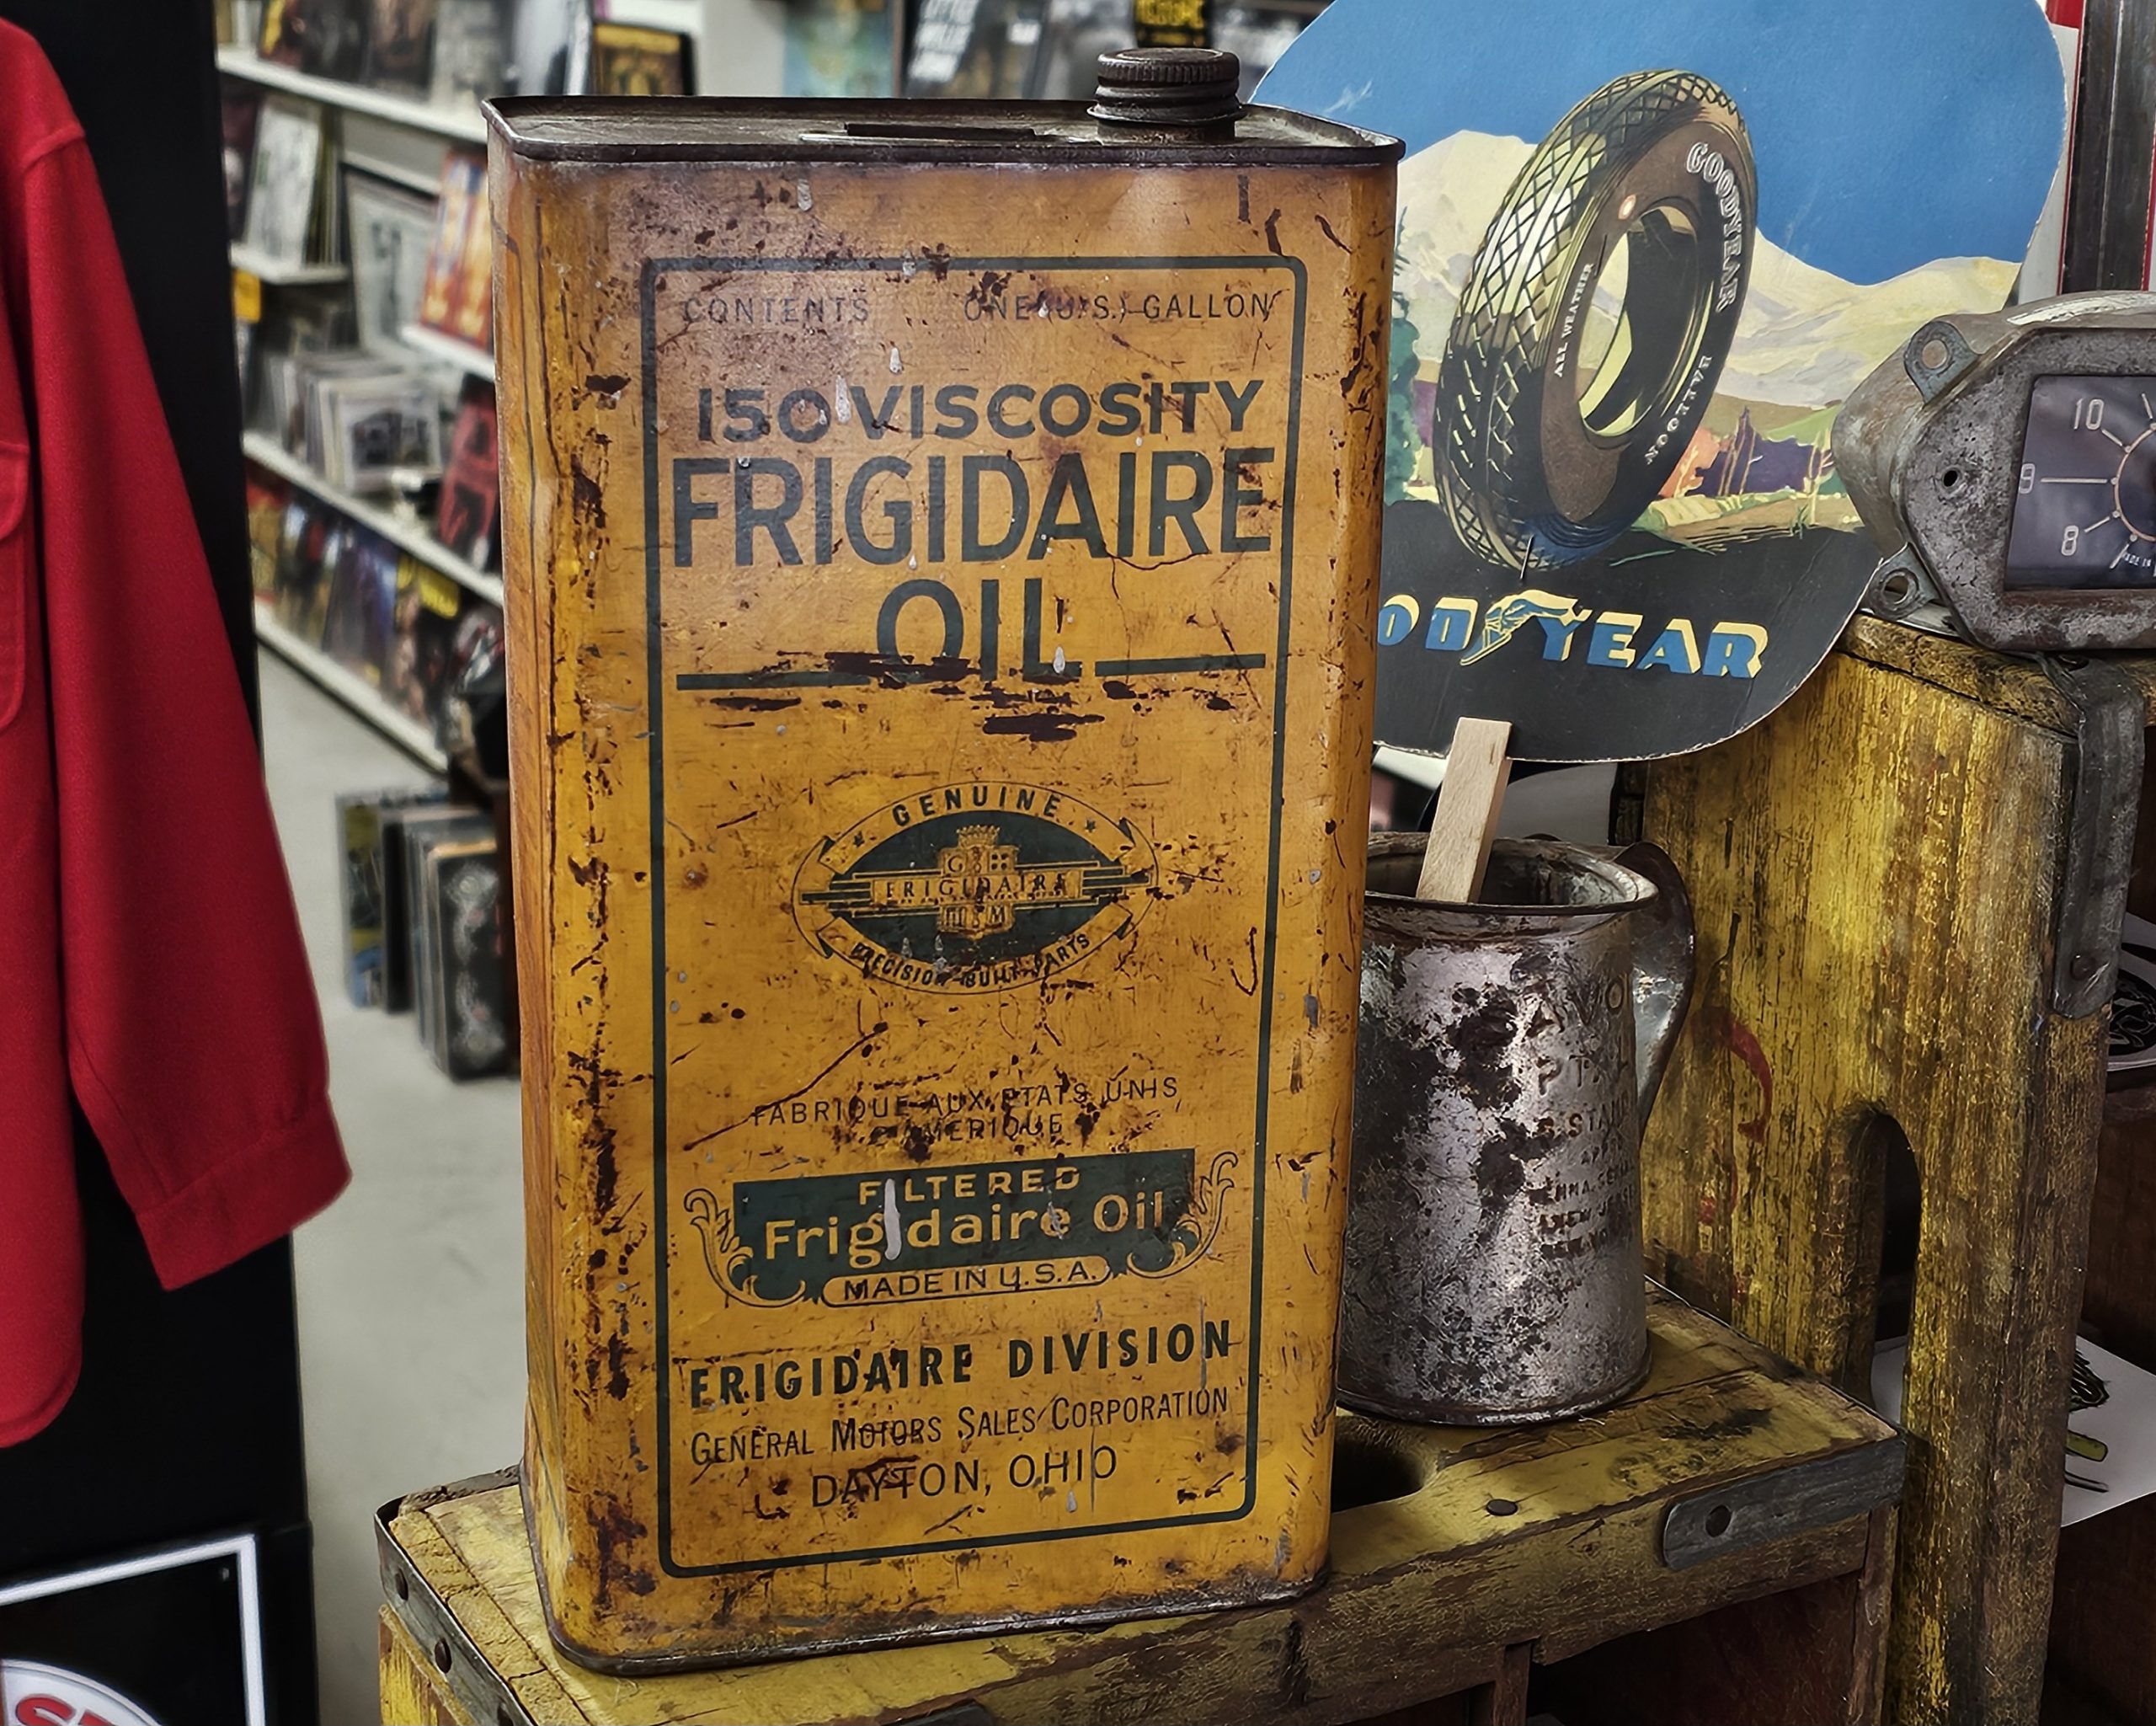 CONTENTS ONE (U.S.) GALLON
150 VISCOSITY
FRIGIDAIRE
OIL
GENUINE
FRIGIDAIRE
PRECISION-BUILT PARTS
FABRIQUE AUX ETATS UNIS
D'AMERIQUE
FILTERED
Frigidaire Oil
MADE IN U.S.A.
FRIGIDAIRE DIVISION
GENERAL MOTORS SALES CORPORATION
DAYTON, OHIO
GOODYEAR
ALL WEATHER
BALLOON
OODYEAR
10
9
8